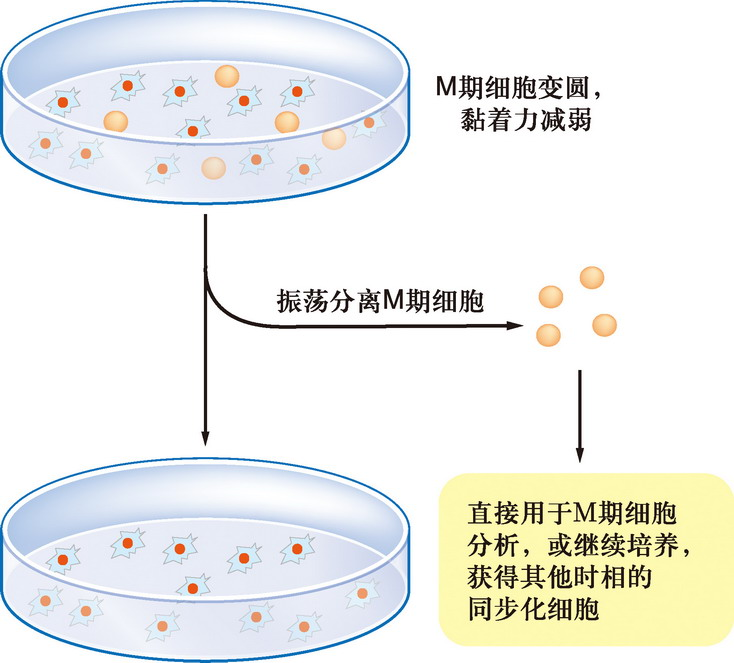 M期细胞变圆，
黏着力减弱
振荡分离M期细胞
直接用于M期细胞
分析，或继续培养，
获得其他时相的
同步化细胞